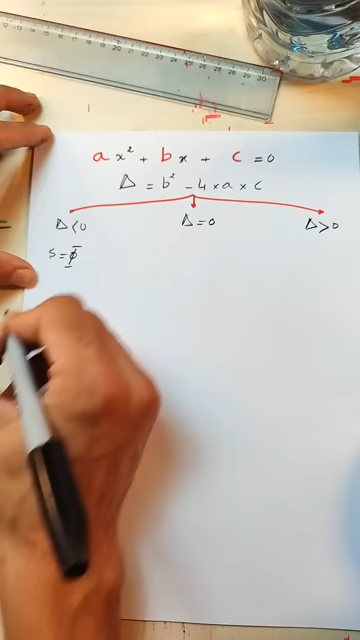 ax² + bx + c = 0
Δ = b² - 4 × a × c
Δ < 0 Δ = 0 Δ > 0
S = ∅